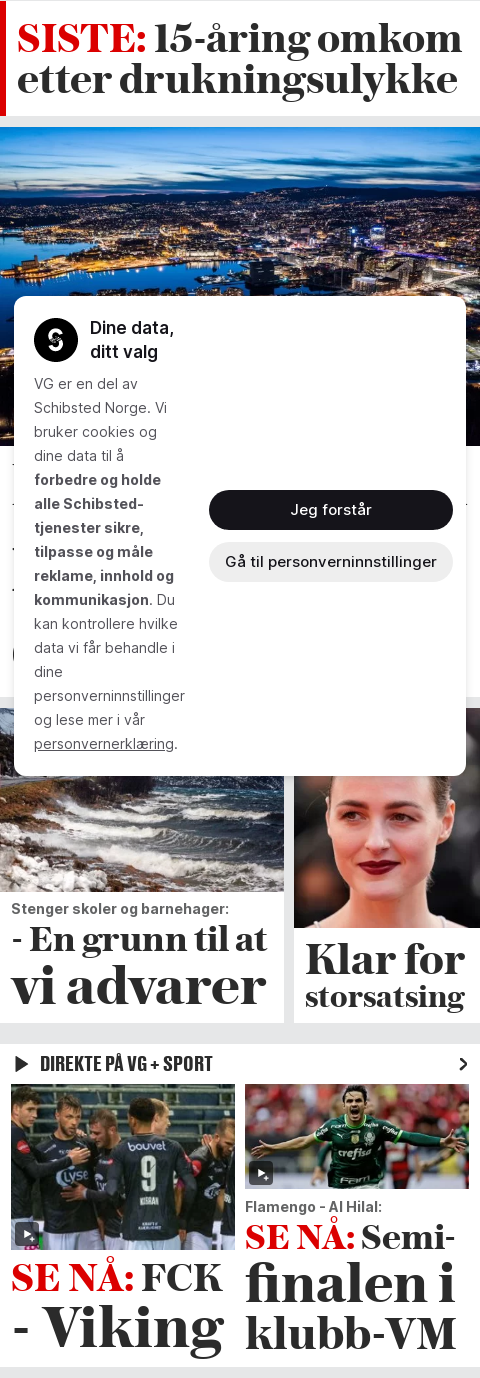 SISTE: 15-åring omkom
etter drukningsulykke
Dine data,
ditt valg
VG er en del av
Schibsted Norge. Vi
bruker cookies og
dine data til å
forbedre og holde
alle Schibsted-
tjenester sikre,
tilpasse og måle
reklame, innhold og
kommunikasjon. Du
kan kontrollere hvilke
data vi får behandle i
dine
personverninnstillinger
og lese mer i vår
personvernerklæring.
Jeg forstår
Gå til personverninnstillinger
Stenger skoler og barnehager:
- En grunn til at
vi advarer
Klar for
storsatsing
DIREKTE PÅ VG + SPORT
bouvet
9
Lyse
crefisa
SE NÅ: FCK
- Viking
Flamengo - Al Hilal:
SE NÅ: Semi-
finalen i
klubb-VM